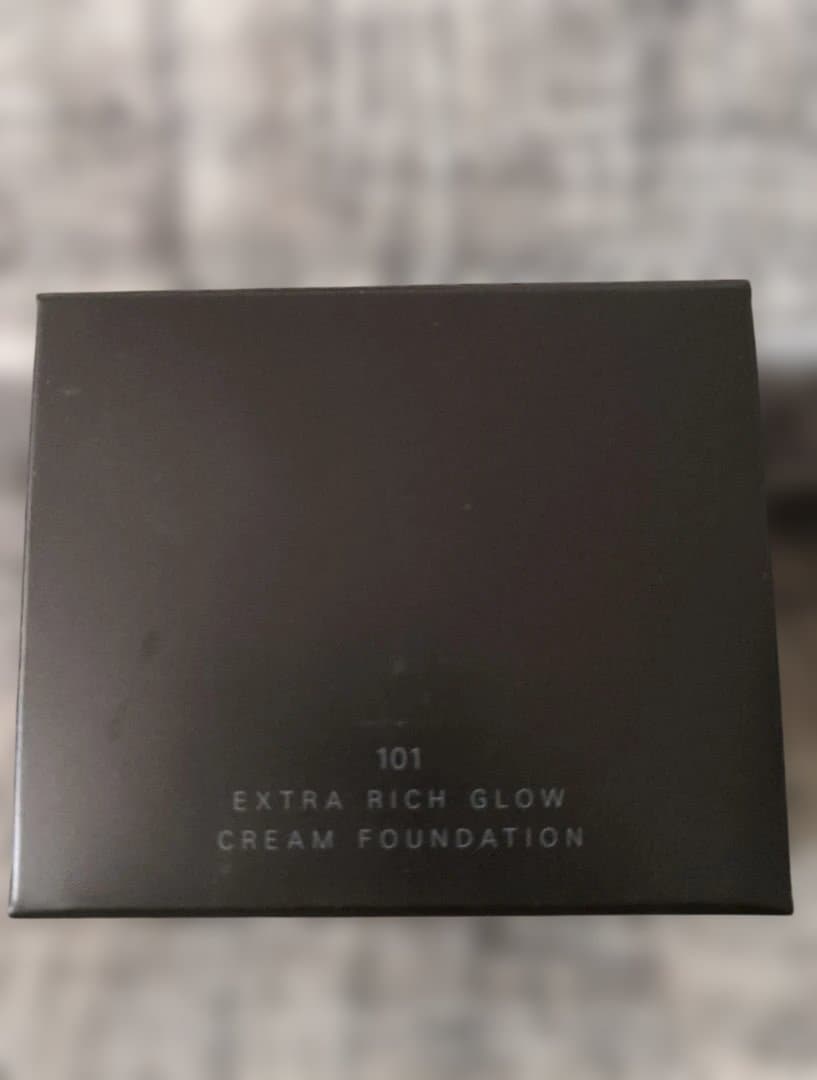 101
EXTRA RICH GLOW
CREAM FOUNDATION